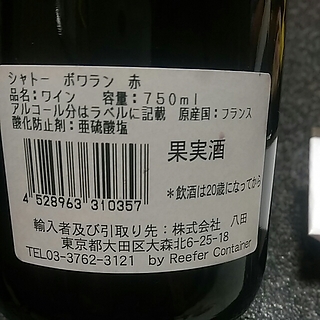 シャトー ボワラン 赤
品名:ワイン 容量:750ml
アルコール分はラベルに記載 原産国:フランス
酸化防止剤:亜硫酸塩
果実酒
*飲酒は20歳になってから
4 528963 310357
輸入者及び引取り先:株式会社 八田
東京都大田区大森北6-25-18
TEL03-3762-3121 by Reefer Container